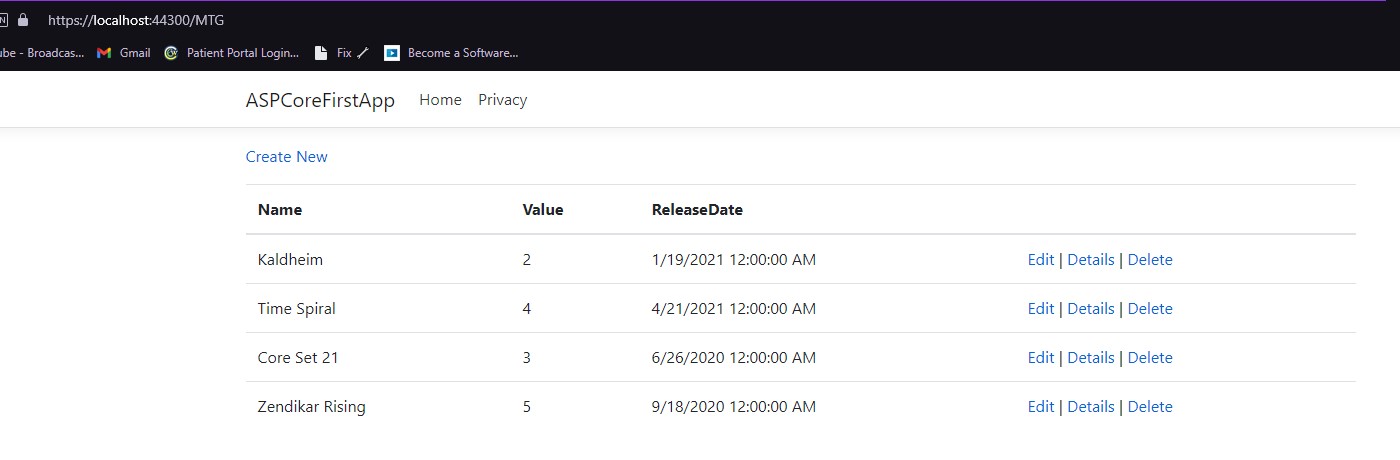 https://localhost:44300/MTG
ube - Broadcas... Gmail Patient Portal Login... Fix Become a Software...
ASPCoreFirstApp Home Privacy
Create New
Name Value ReleaseDate
Kaldheim 2 1/19/2021 12:00:00 AM Edit | Details | Delete
Time Spiral 4 4/21/2021 12:00:00 AM Edit | Details | Delete
Core Set 21 3 6/26/2020 12:00:00 AM Edit | Details | Delete
Zendikar Rising 5 9/18/2020 12:00:00 AM Edit | Details | Delete